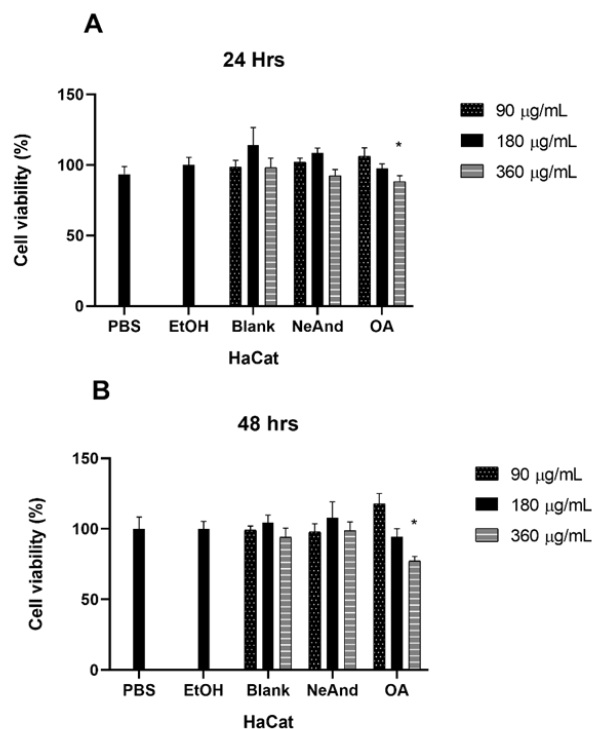 A
24 Hrs
150
100
50
0
Cell viability (%)
PBS EtOH Blank NeAnd OA
HaCat
*
90 µg/mL
180 µg/mL
360 µg/mL
B
48 hrs
150
100
50
0
Cell viability (%)
PBS EtOH Blank NeAnd OA
HaCat
*
90 µg/mL
180 µg/mL
360 µg/mL